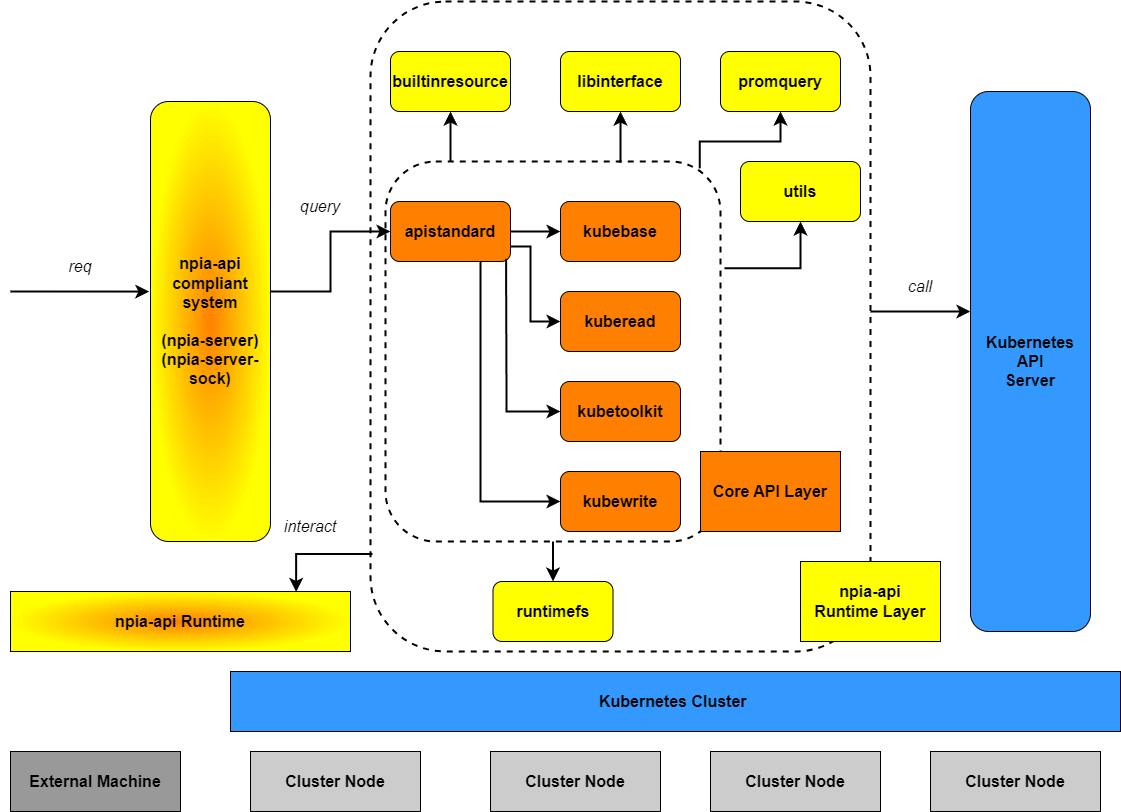 builtinresource
libinterface
promquery
utils
query
apistandard
kubebase
req
npia-api
compliant
system
(npia-server)
(npia-server-
sock)
call
kuberead
Kubernetes
API
Server
kubetoolkit
Core API Layer
kubewrite
interact
npia-api Runtime
runtimefs
npia-api
Runtime Layer
Kubernetes Cluster
External Machine
Cluster Node
Cluster Node
Cluster Node
Cluster Node